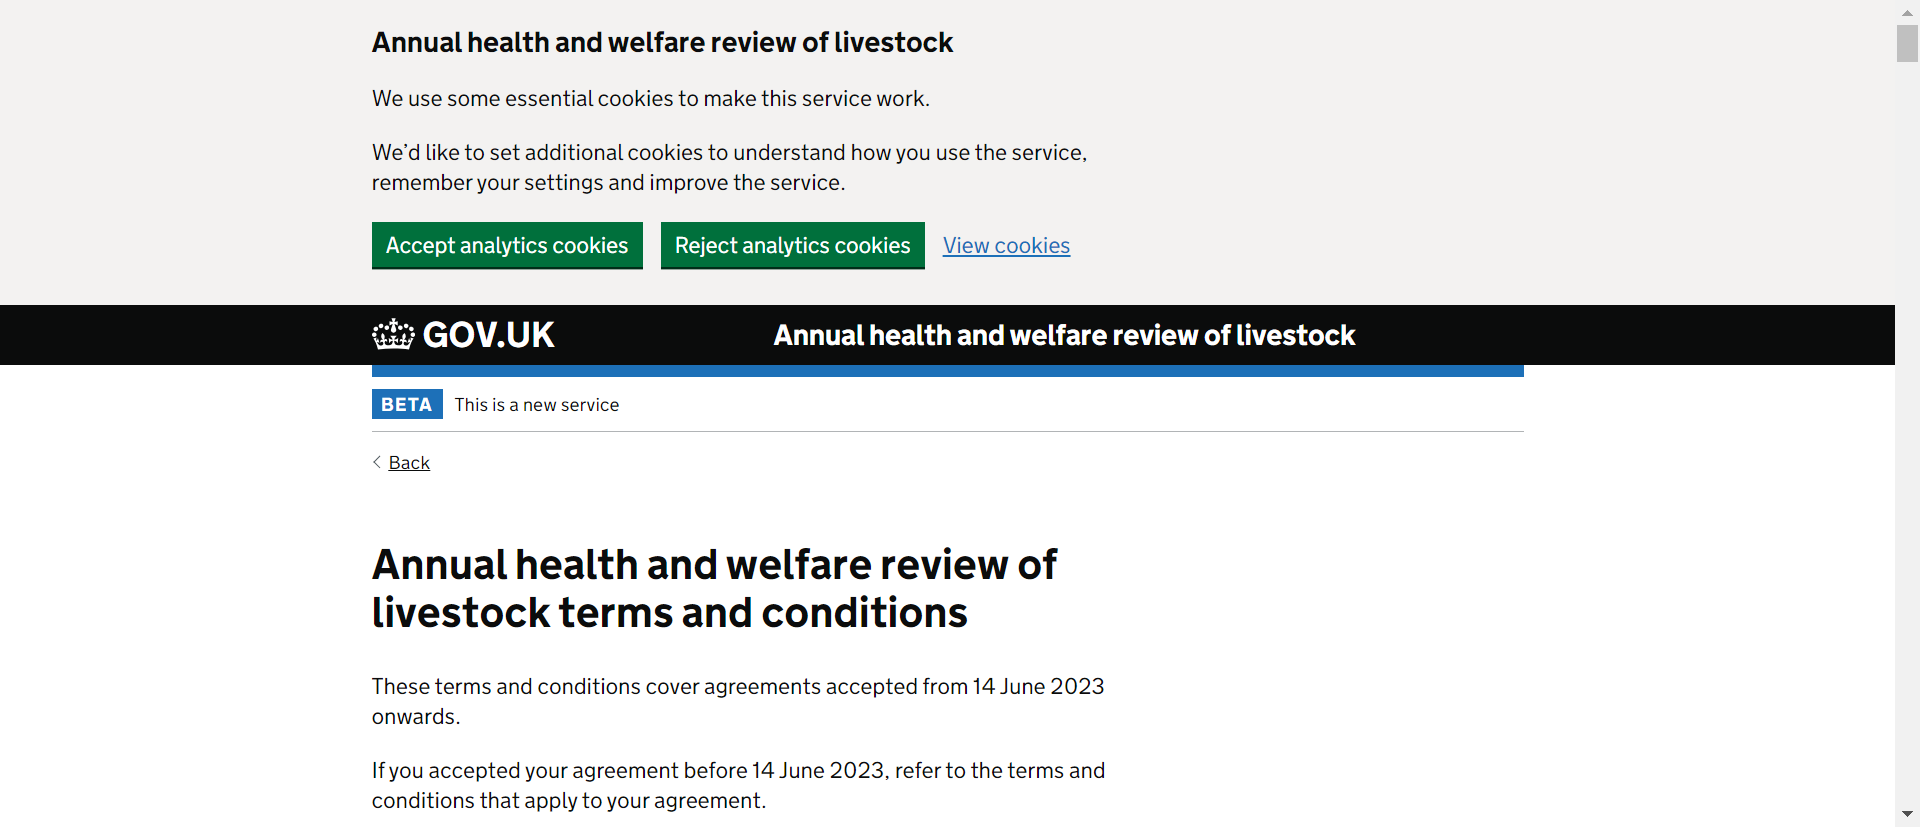 Annual health and welfare review of livestock
We use some essential cookies to make this service work.
We’d like to set additional cookies to understand how you use the service,
remember your settings and improve the service.
Accept analytics cookies Reject analytics cookies View cookies
GOV.UK Annual health and welfare review of livestock
BETA This is a new service
Back
Annual health and welfare review of
livestock terms and conditions
These terms and conditions cover agreements accepted from 14 June 2023
onwards.
If you accepted your agreement before 14 June 2023, refer to the terms and
conditions that apply to your agreement.